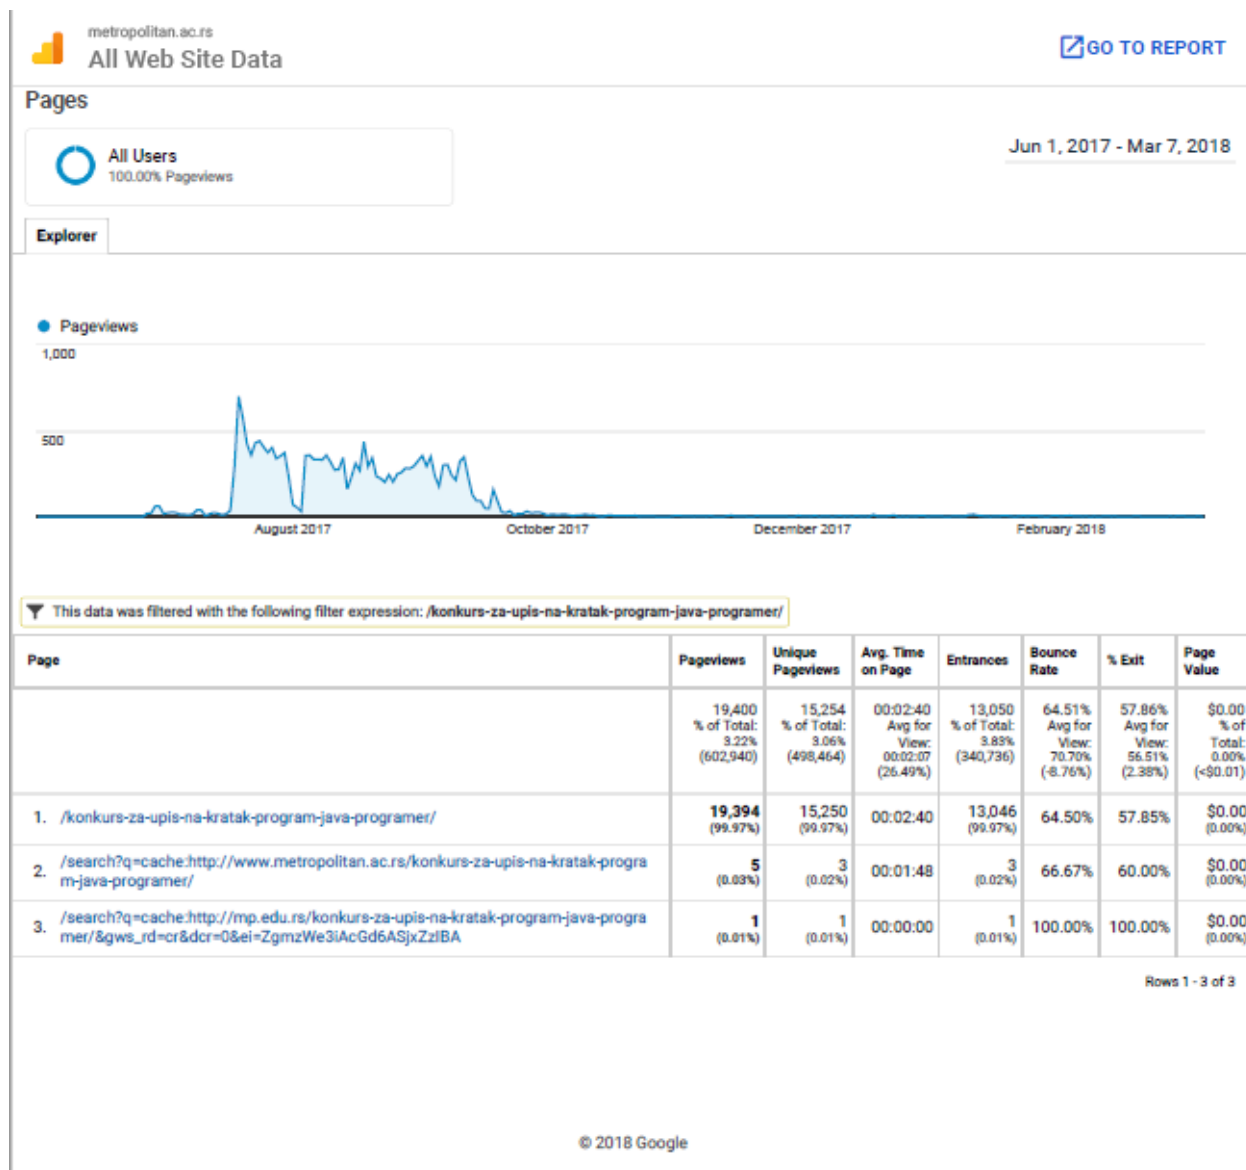 metropolitan.ac.rs
All Web Site Data
GO TO REPORT
Pages
All Users
100.00% Pageviews
Jun 1, 2017 - Mar 7, 2018
Explorer
Pageviews
1,000
500
August 2017 October 2017 December 2017 February 2018
This data was filtered with the following filter expression: /konkurs-za-upis-na-kratak-program-java-programer/
Page Pageviews Unique Pageviews Avg. Time on Page Entrances Bounce Rate % Exit Page Value
19,400 15,254 00:02:40 13,050 64.51% 57.86% $0.00
% of Total: % of Total: Avg for % of Total: Avg for Avg for % of
3.22% 3.06% View: 3.83% View: View: Total:
(602,940) (498,464) 00:02:07 (340,736) 70.70% 56.51% 0.00%
(26.49%) (-8.76%) (2.38%) (<$0.01)
1. /konkurs-za-upis-na-kratak-program-java-programer/ 19,394 15,250 00:02:40 13,046 64.50% 57.85% $0.00
(99.97%) (99.97%) (99.97%) (0.00%)
2. /search?q=cache:http://www.metropolitan.ac.rs/konkurs-za-upis-na-kratak-progra 5 3 00:01:48 3 66.67% 60.00% $0.00
m-java-programer/ (0.03%) (0.02%) (0.02%) (0.00%)
3. /search?q=cache:http://mp.edu.rs/konkurs-za-upis-na-kratak-program-java-progra 1 1 00:00:00 1 100.00% 100.00% $0.00
mer/&gws_rd=cr&dcr=0&ei=ZgmzWe3iAcGd6ASjxZzIBA (0.01%) (0.01%) (0.01%) (0.00%)
Rows 1 - 3 of 3
© 2018 Google